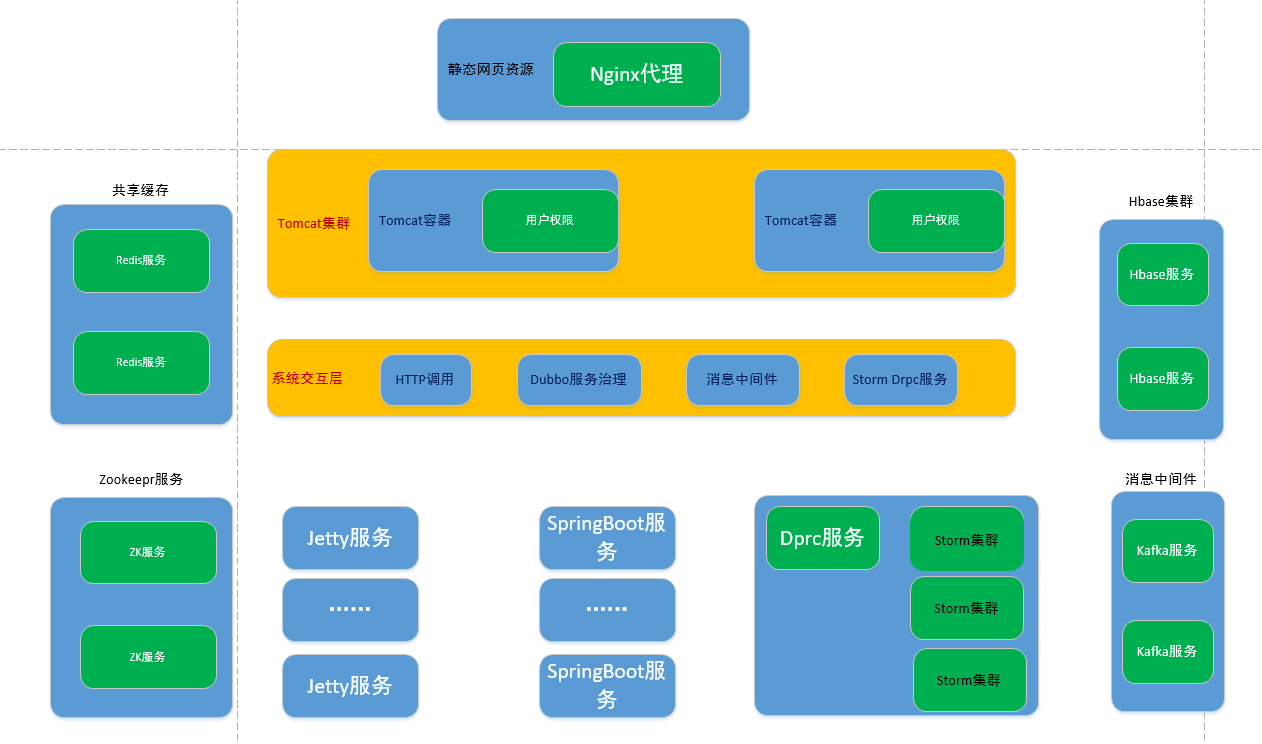 静态网页资源
Nginx代理
共享缓存
Redis服务
Redis服务
Tomcat集群
Tomcat容器
用户权限
Tomcat容器
用户权限
Hbase集群
Hbase服务
Hbase服务
系统交互层
HTTP调用
Dubbo服务治理
消息中间件
Storm Drpc服务
Zookeepr服务
ZK服务
ZK服务
Jetty服务
......
Jetty服务
SpringBoot服
务
......
SpringBoot服
务
Dprc服务
Storm集群
Storm集群
Storm集群
消息中间件
Kafka服务
Kafka服务